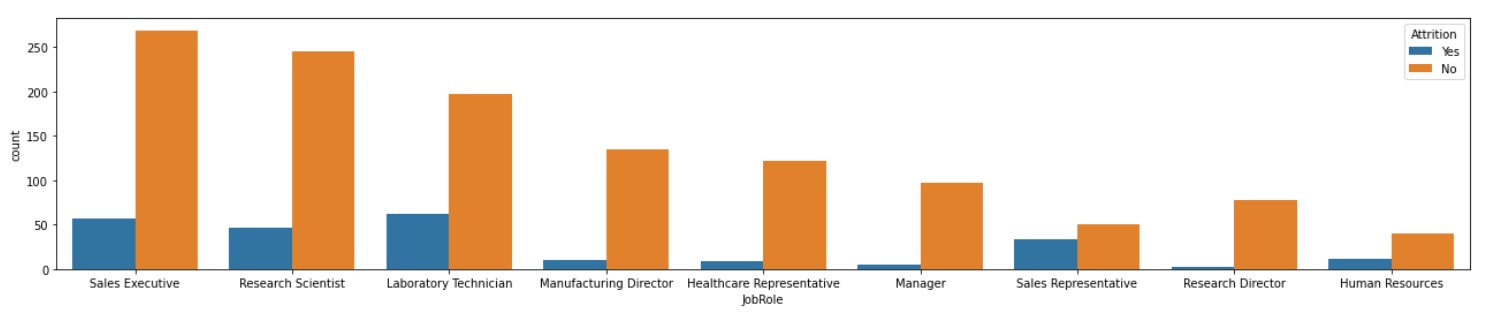 Attrition
Yes
No
count
250
200
150
100
50
0
Sales Executive Research Scientist Laboratory Technician Manufacturing Director Healthcare Representative Manager Sales Representative Research Director Human Resources
JobRole